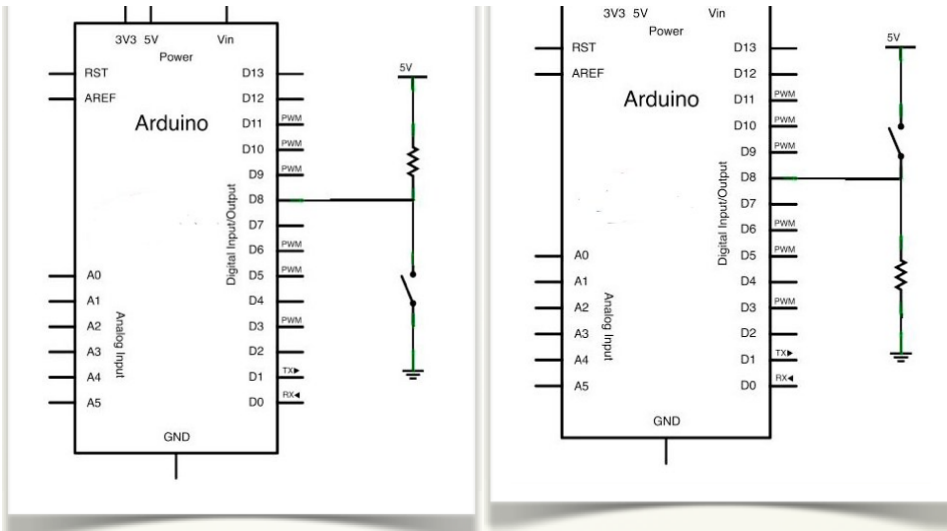 3V3 5V Vin
Power
RST D13
5V
AREF D12
Arduino
D11 PWM
D10 PWM
D9 PWM
D8
D7
D6 PWM
A0 D5 PWM
A1 D4
A2 D3 PWM
A3 D2
A4 D1 TX▶
A5 D0 RX◀
Digital Input/Output
Analog Input
GND
3V3 5V Vin
Power
5V
RST D13
AREF D12
Arduino
D11 PWM
D10 PWM
D9 PWM
D8
D7
D6 PWM
A0 D5 PWM
A1 D4
A2 D3 PWM
A3 D2
A4 D1 TX▶
A5 D0 RX◀
Digital Input/Output
Analog Input
GND